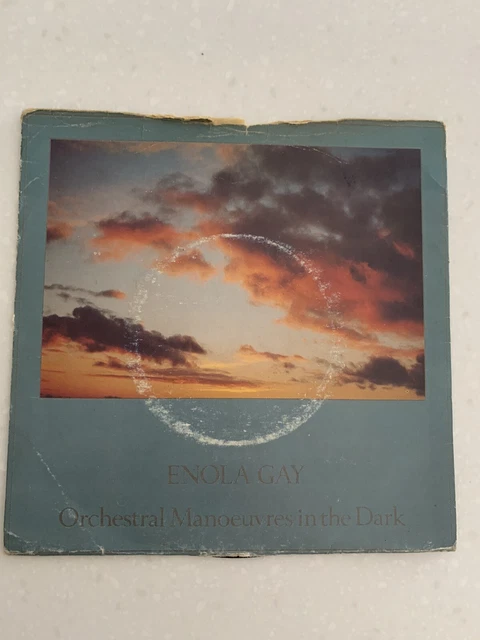 ENOLA GAY
Orchestral Manoeuvres in the Dark